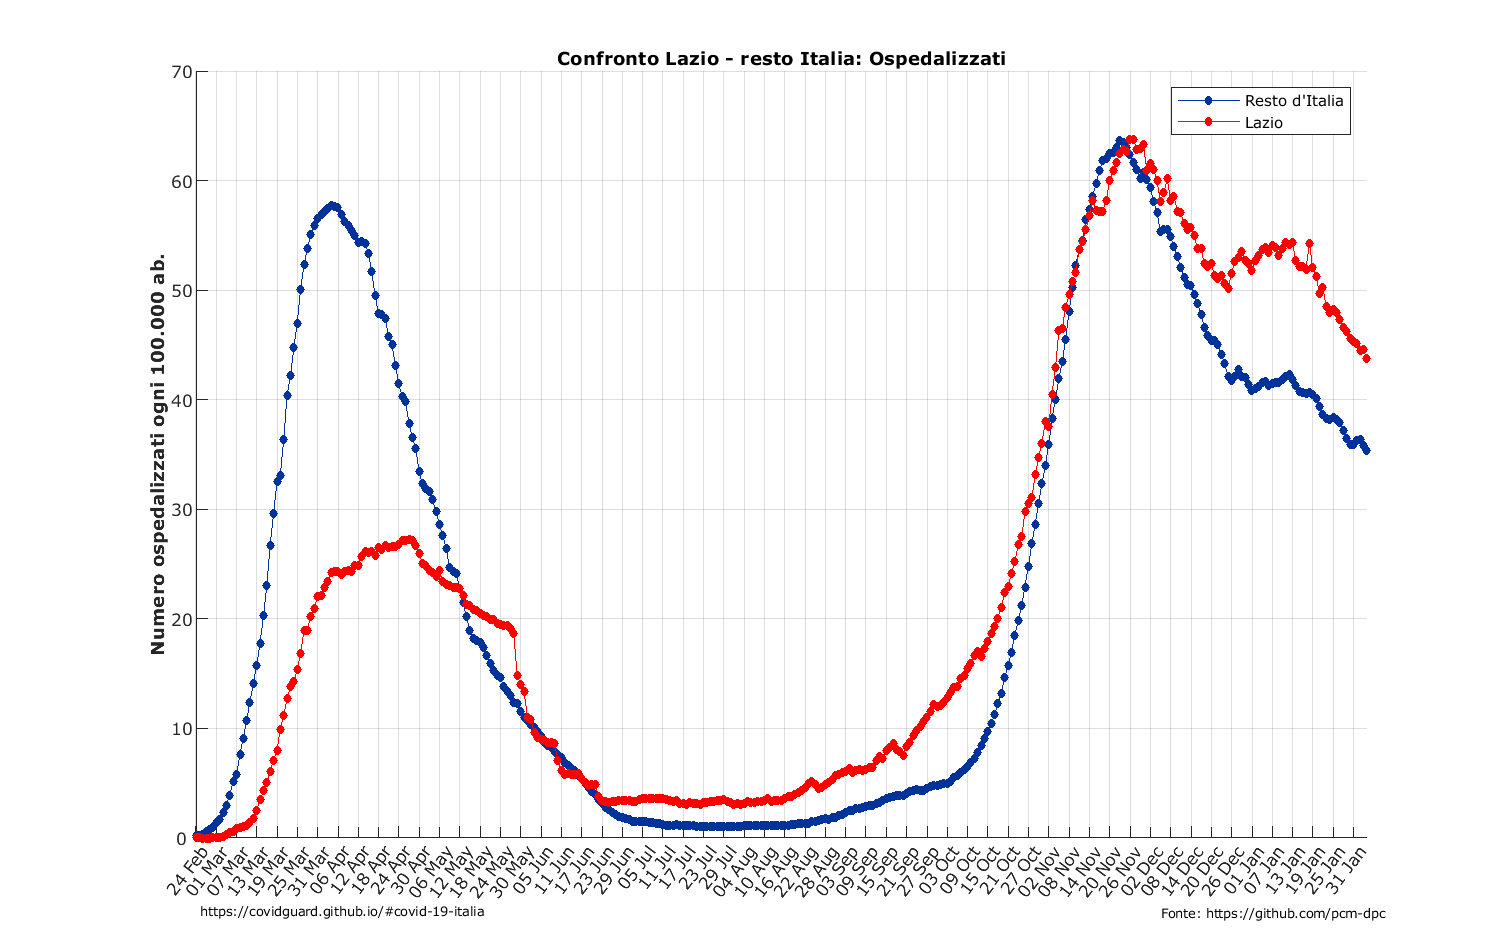 Confronto Lazio - resto Italia: Ospedalizzati
Resto d'Italia
Lazio
Numero ospedalizzati ogni 100.000 ab.
70
60
50
40
30
20
10
0
24 Feb
01 Mar
07 Mar
13 Mar
19 Mar
25 Mar
31 Mar
06 Apr
12 Apr
18 Apr
24 Apr
30 Apr
06 May
12 May
18 May
24 May
30 May
05 Jun
11 Jun
17 Jun
23 Jun
29 Jun
05 Jul
11 Jul
17 Jul
23 Jul
29 Jul
04 Aug
10 Aug
16 Aug
22 Aug
28 Aug
03 Sep
09 Sep
15 Sep
21 Sep
27 Sep
03 Oct
09 Oct
15 Oct
21 Oct
27 Oct
02 Nov
08 Nov
14 Nov
20 Nov
26 Nov
02 Dec
08 Dec
14 Dec
20 Dec
26 Dec
01 Jan
07 Jan
13 Jan
19 Jan
25 Jan
31 Jan
https://covidguard.github.io/#covid-19-italia
Fonte: https://github.com/pcm-dpc